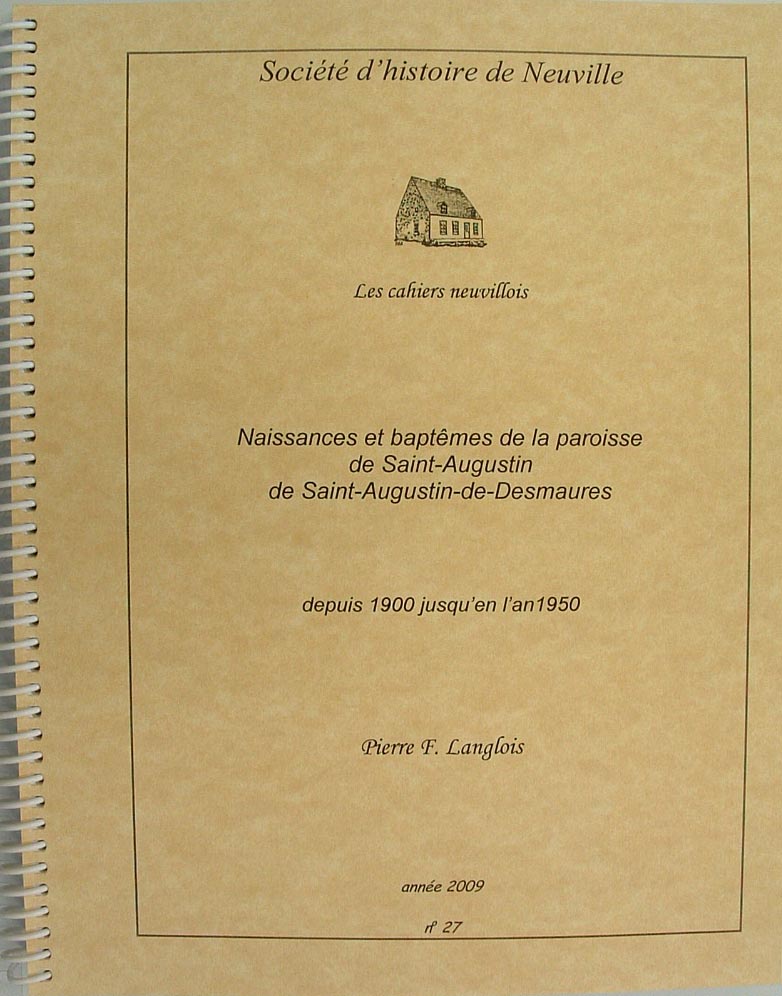 Société d'histoire de Neuville
Les cahiers neuvillois
Naissances et baptêmes de la paroisse
de Saint-Augustin
de Saint-Augustin-de-Desmaures
depuis 1900 jusqu'en l'an1950
Pierre F. Langlois
année 2009
nº 27